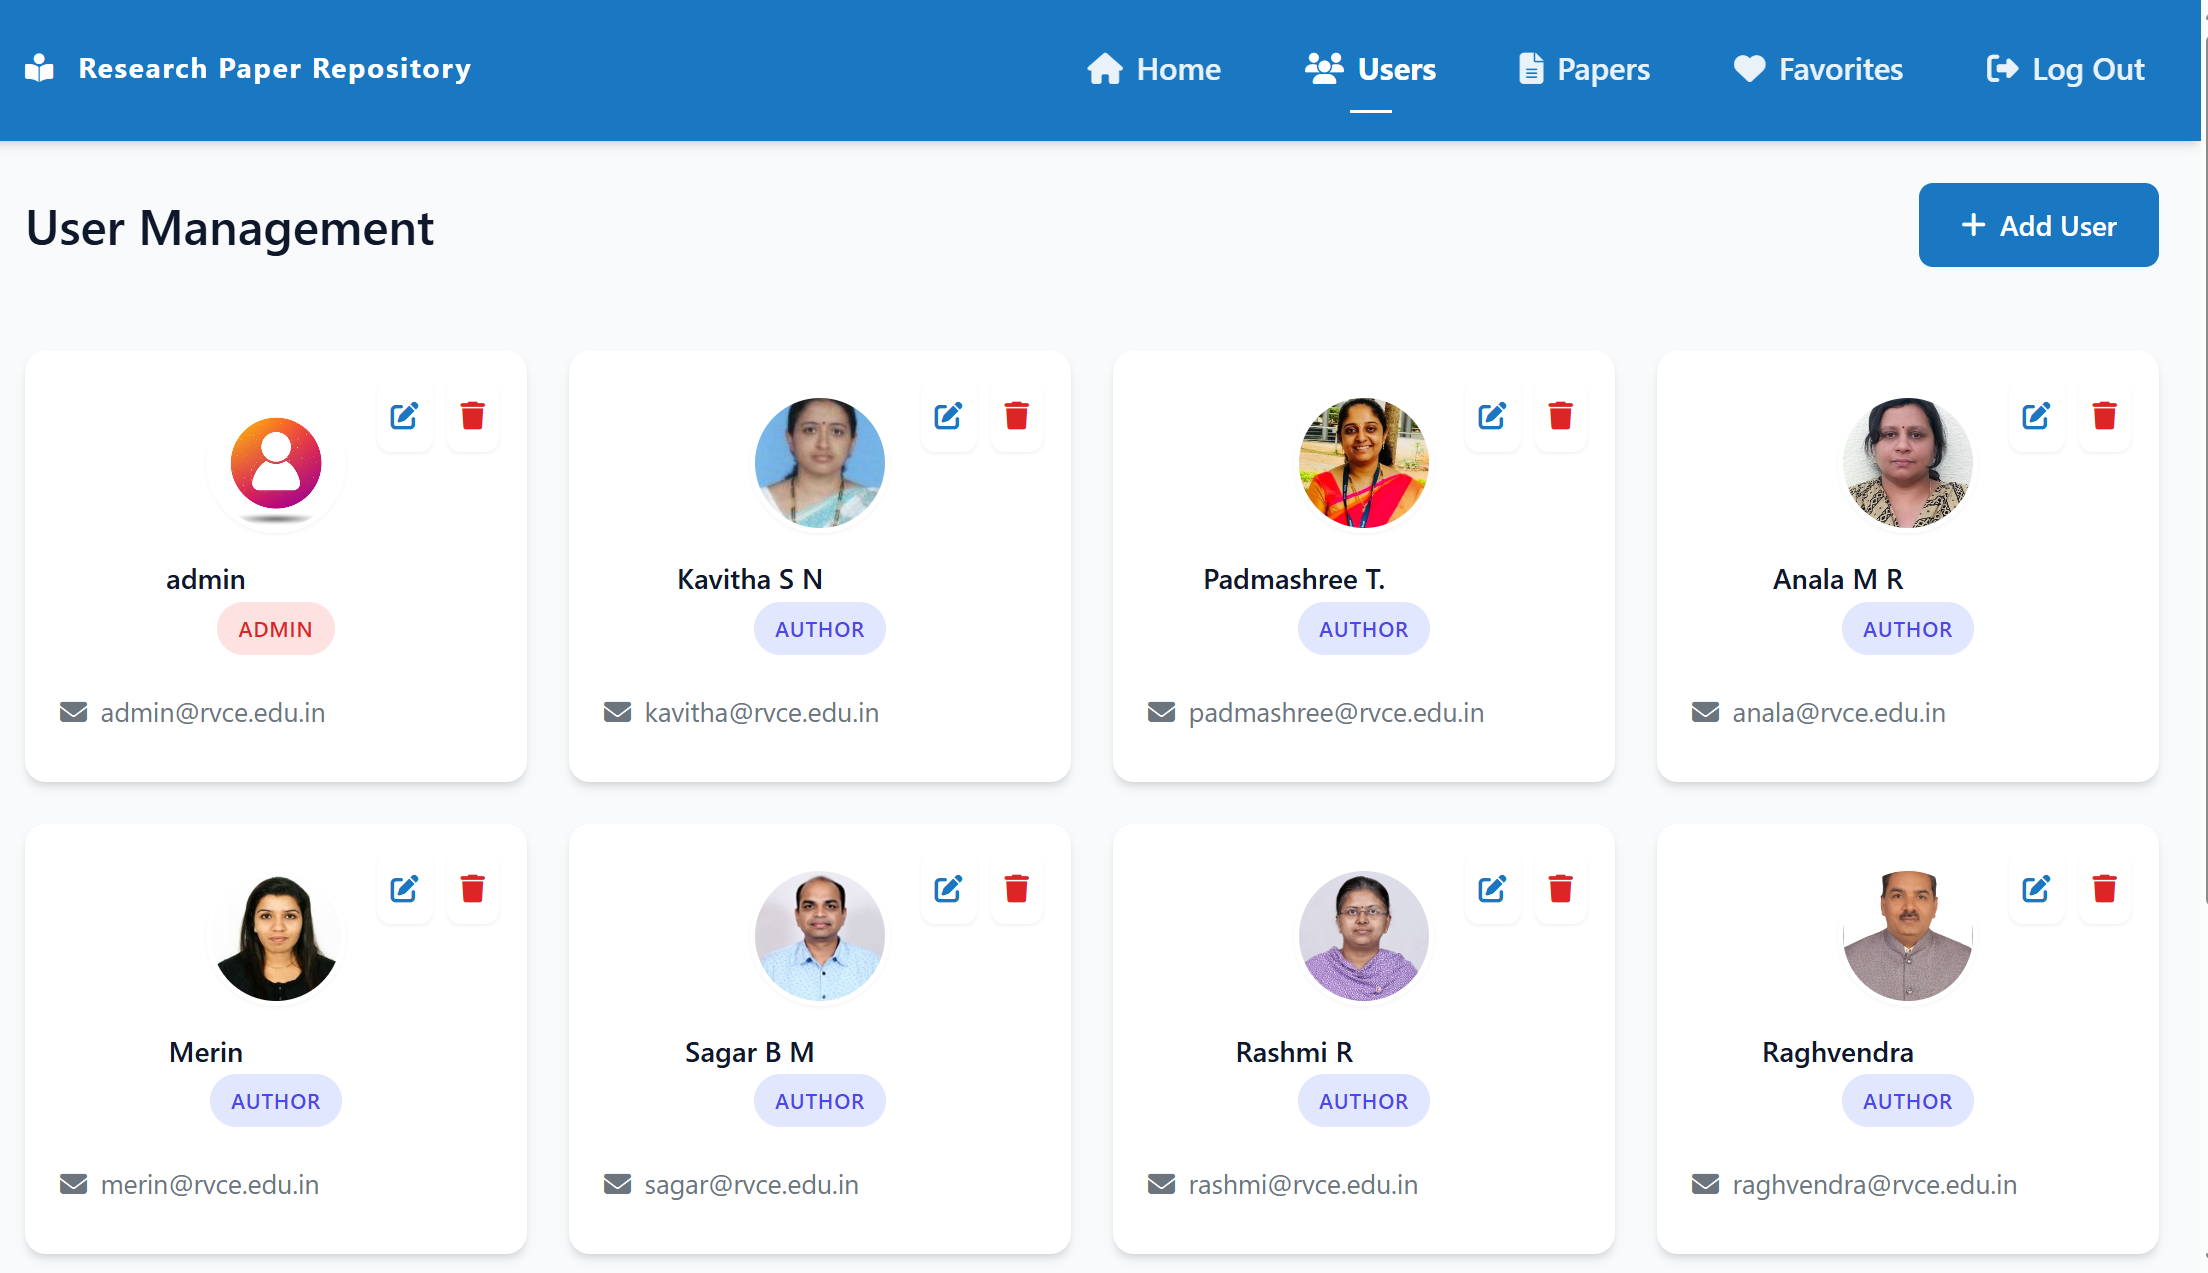 Research Paper Repository
Home Users Papers Favorites Log Out
User Management
+ Add User
admin
ADMIN
admin@rvce.edu.in
Kavitha S N
AUTHOR
kavitha@rvce.edu.in
Padmashree T.
AUTHOR
padmashree@rvce.edu.in
Anala M R
AUTHOR
anala@rvce.edu.in
Merin
AUTHOR
merin@rvce.edu.in
Sagar B M
AUTHOR
sagar@rvce.edu.in
Rashmi R
AUTHOR
rashmi@rvce.edu.in
Raghvendra
AUTHOR
raghvendra@rvce.edu.in